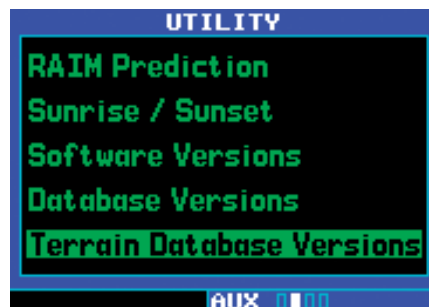 UTILITY
RAIM Prediction
Sunrise / Sunset
Software Versions
Database Versions
Terrain Database Versions
AUX